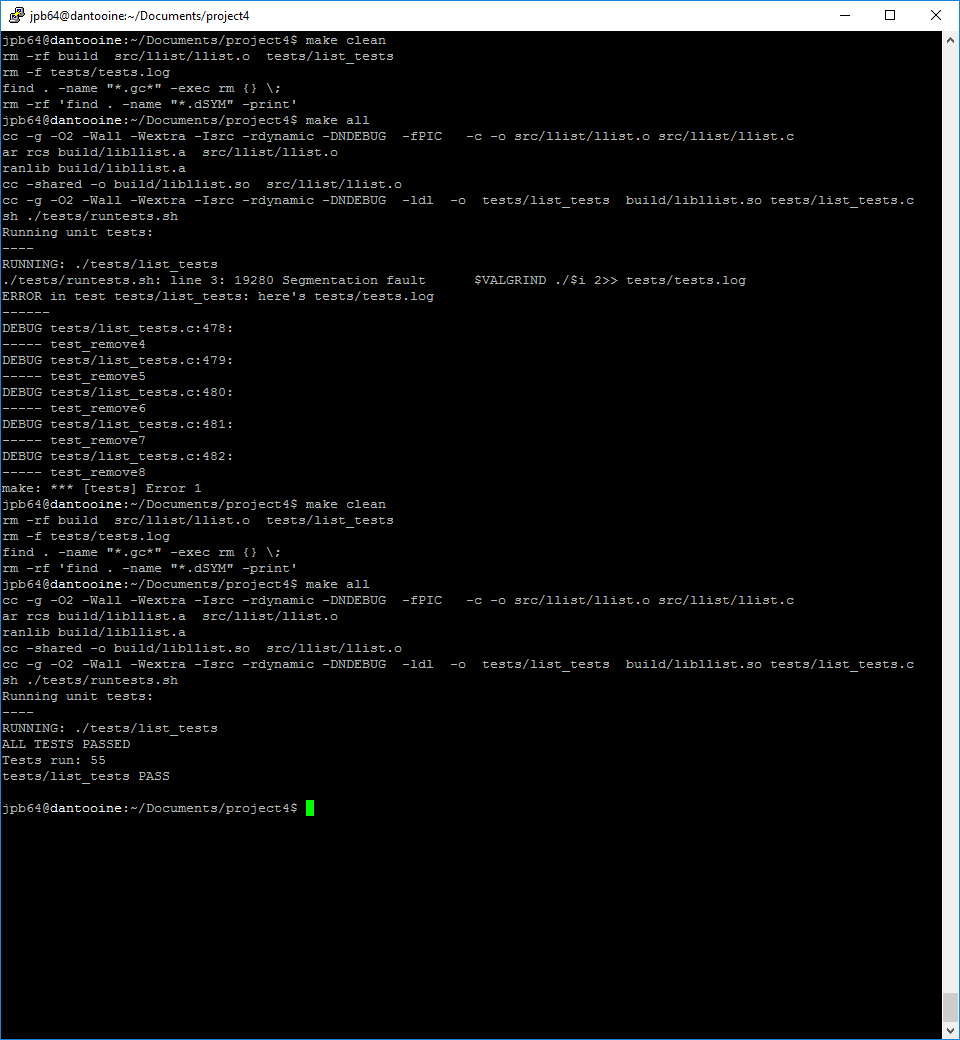 jpb64@dantooine:~/Documents/project4
jpb64@dantooine:~/Documents/project4$ make clean
rm -rf build  src/llist/llist.o  tests/list_tests
rm -f tests/tests.log
find . -name "*.gc*" -exec rm {} \;
rm -rf 'find . -name "*.dSYM" -print'
jpb64@dantooine:~/Documents/project4$ make all
cc -g -O2 -Wall -Wextra -Isrc -rdynamic -DNDEBUG  -fPIC   -c -o src/llist/llist.o src/llist/llist.c
ar rcs build/libllist.a  src/llist/llist.o
ranlib build/libllist.a
cc -shared -o build/libllist.so  src/llist/llist.o
cc -g -O2 -Wall -Wextra -Isrc -rdynamic -DNDEBUG  -ldl  -o  tests/list_tests  build/libllist.so tests/list_tests.c
sh ./tests/runtests.sh
Running unit tests:
----
RUNNING: ./tests/list_tests
./tests/runtests.sh: line 3: 19280 Segmentation fault      $VALGRIND ./$i 2>> tests/tests.log
ERROR in test tests/list_tests: here's tests/tests.log
------
DEBUG tests/list_tests.c:478:
----- test_remove4
DEBUG tests/list_tests.c:479:
----- test_remove5
DEBUG tests/list_tests.c:480:
----- test_remove6
DEBUG tests/list_tests.c:481:
----- test_remove7
DEBUG tests/list_tests.c:482:
----- test_remove8
make: *** [tests] Error 1
jpb64@dantooine:~/Documents/project4$ make clean
rm -rf build  src/llist/llist.o  tests/list_tests
rm -f tests/tests.log
find . -name "*.gc*" -exec rm {} \;
rm -rf 'find . -name "*.dSYM" -print'
jpb64@dantooine:~/Documents/project4$ make all
cc -g -O2 -Wall -Wextra -Isrc -rdynamic -DNDEBUG  -fPIC   -c -o src/llist/llist.o src/llist/llist.c
ar rcs build/libllist.a  src/llist/llist.o
ranlib build/libllist.a
cc -shared -o build/libllist.so  src/llist/llist.o
cc -g -O2 -Wall -Wextra -Isrc -rdynamic -DNDEBUG  -ldl  -o  tests/list_tests  build/libllist.so tests/list_tests.c
sh ./tests/runtests.sh
Running unit tests:
----
RUNNING: ./tests/list_tests
ALL TESTS PASSED
Tests run: 55
tests/list_tests PASS
jpb64@dantooine:~/Documents/project4$